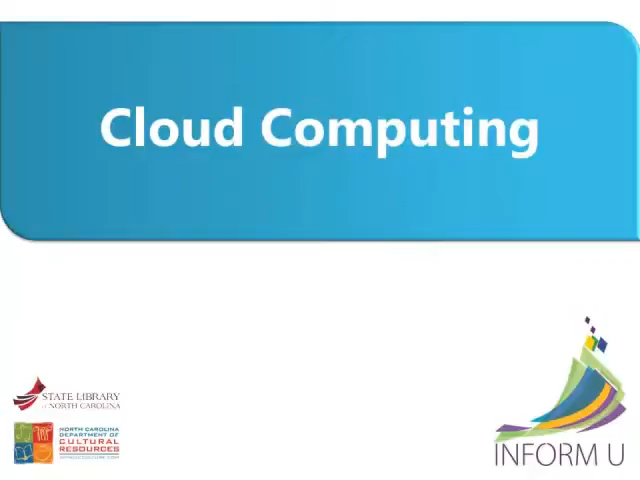 Cloud Computing
STATE LIBRARY
OF NORTH CAROLINA
NORTH CAROLINA
DEPARTMENT OF
CULTURAL
RESOURCES
INFORM U